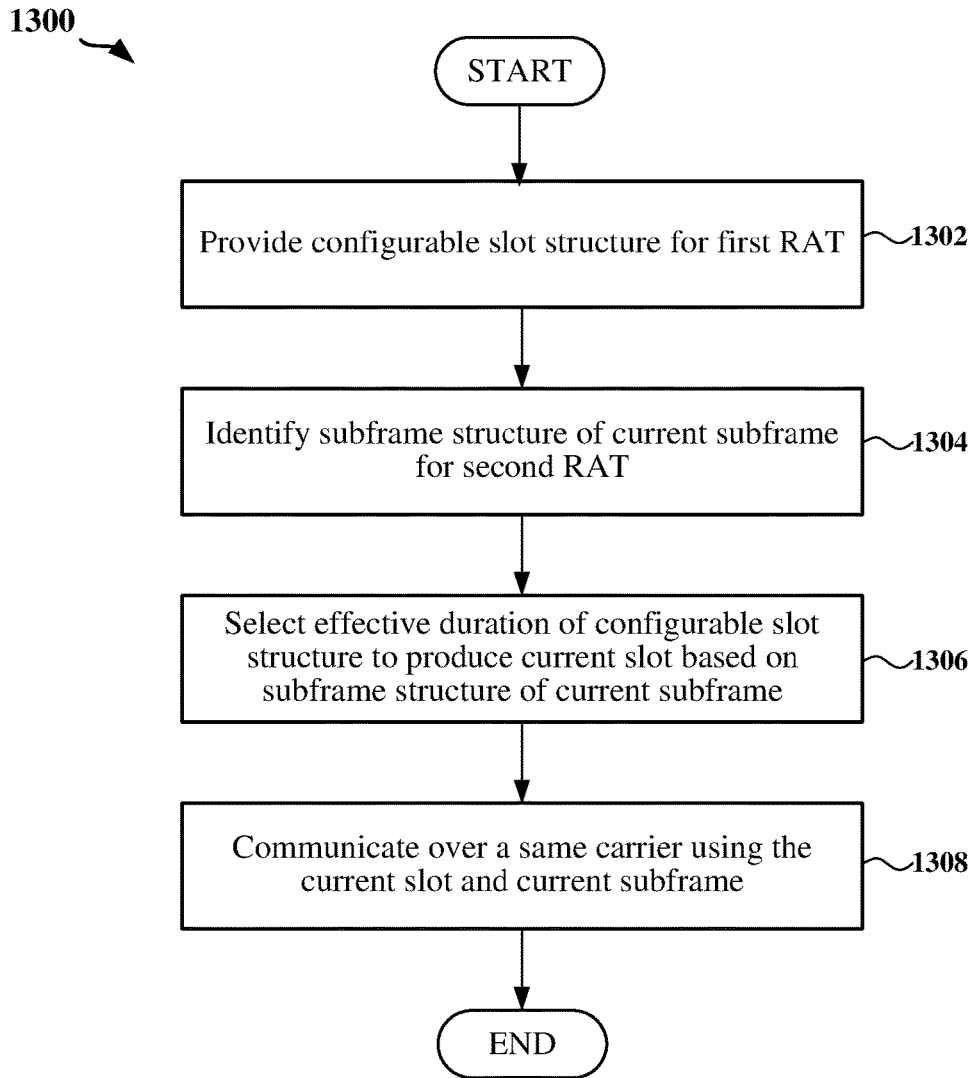 1300
START
Provide configurable slot structure for first RAT
1302
Identify subframe structure of current subframe
for second RAT
1304
Select effective duration of configurable slot
structure to produce current slot based on
subframe structure of current subframe
1306
Communicate over a same carrier using the
current slot and current subframe
1308
END